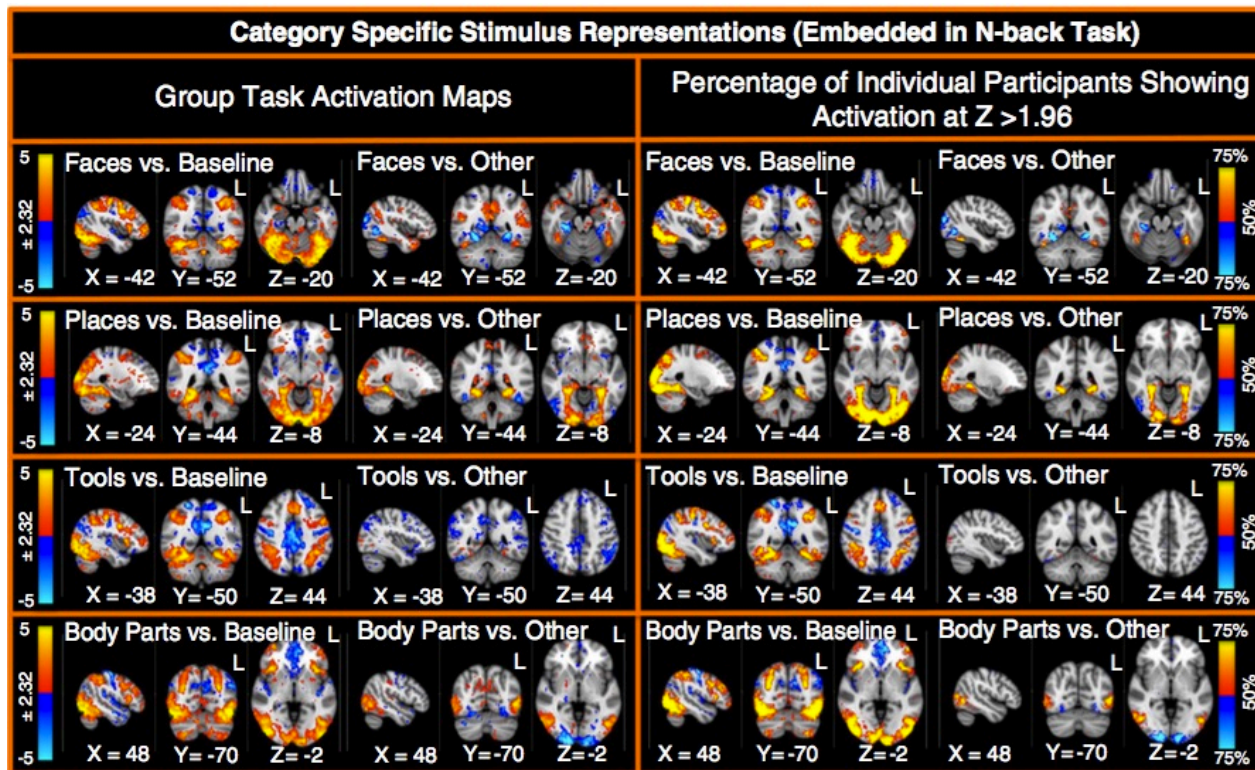 Category Specific Stimulus Representations (Embedded in N-back Task)
Group Task Activation Maps
Percentage of Individual Participants Showing
Activation at Z >1.96
5
± 2.32
-5
Faces vs. Baseline
L
X = -42 Y= -52 Z= -20
Faces vs. Other
L
X = -42 Y= -52 Z= -20
Faces vs. Baseline
L
X = -42 Y= -52 Z= -20
Faces vs. Other
L
X = -42 Y= -52 Z= -20
75%
50%
75%
5
± 2.32
-5
Places vs. Baseline
L
X = -24 Y= -44 Z= -8
Places vs. Other
L
X = -24 Y= -44 Z= -8
Places vs. Baseline
L
X = -24 Y= -44 Z= -8
Places vs. Other
L
X = -24 Y= -44 Z= -8
75%
50%
75%
5
± 2.32
-5
Tools vs. Baseline
L
X = -38 Y= -50 Z= 44
Tools vs. Other
L
X = -38 Y= -50 Z= 44
Tools vs. Baseline
L
X = -38 Y= -50 Z= 44
Tools vs. Other
L
X = -38 Y= -50 Z= 44
75%
50%
75%
5
± 2.32
-5
Body Parts vs. Baseline
L
X = 48 Y= -70 Z= -2
Body Parts vs. Other
L
X = 48 Y= -70 Z= -2
Body Parts vs. Baseline
L
X = 48 Y= -70 Z= -2
Body Parts vs. Other
L
X = 48 Y= -70 Z= -2
75%
50%
75%